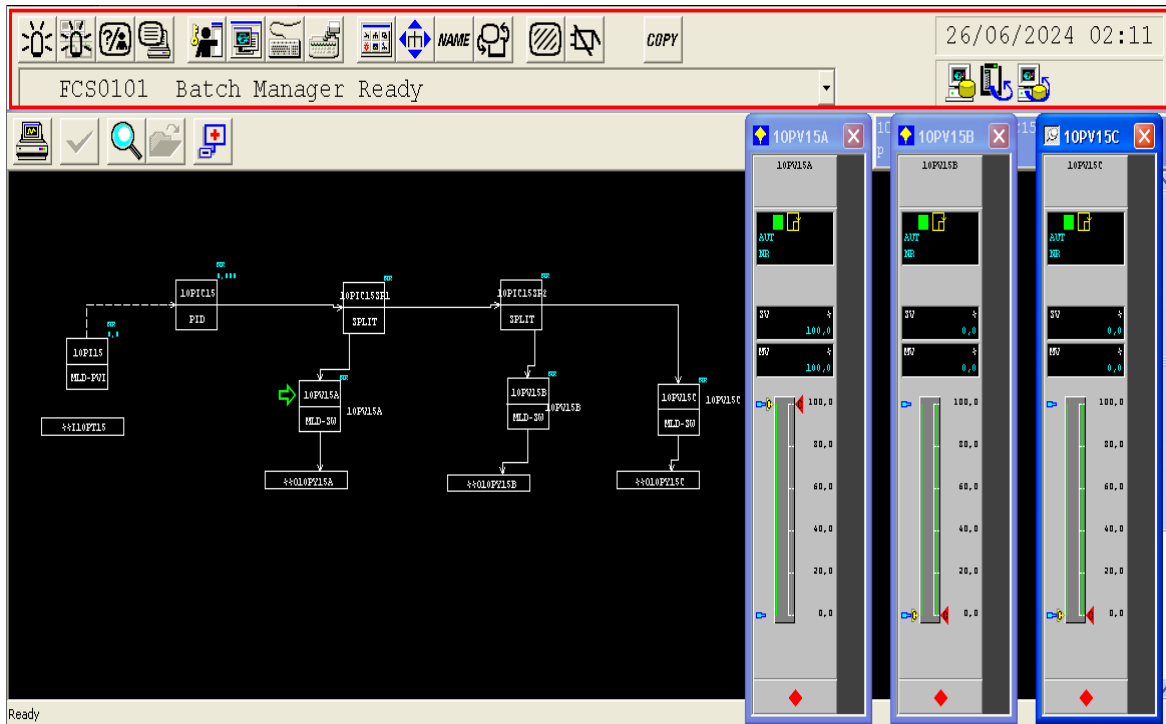 NAME
COPY
26/06/2024 02:11
FCS0101 Batch Manager Ready
10PV15A
10PV15B
10PV15C
10PV15A
10PV15B
10PV15C
AUT
NR
AUT
NR
AUT
NR
SV %
100,0
SV %
0,0
SV %
0,0
MV %
100,0
MV %
0,0
MV %
0,0
100,0
80,0
60,0
40,0
20,0
0,0
100,0
80,0
60,0
40,0
20,0
0,0
100,0
80,0
60,0
40,0
20,0
0,0
10PIC15
PID
10PIC15SP1
SPLIT
10PIC15SP2
SPLIT
10PI15
MLD-PVI
%%I10PT15
10PV15A
MLD-SW
10PV15A
10PV15B
MLD-SW
10PV15B
10PV15C
MLD-SW
10PV15C
%%O10PY15A
%%O10PY15B
%%O10PY15C
Ready